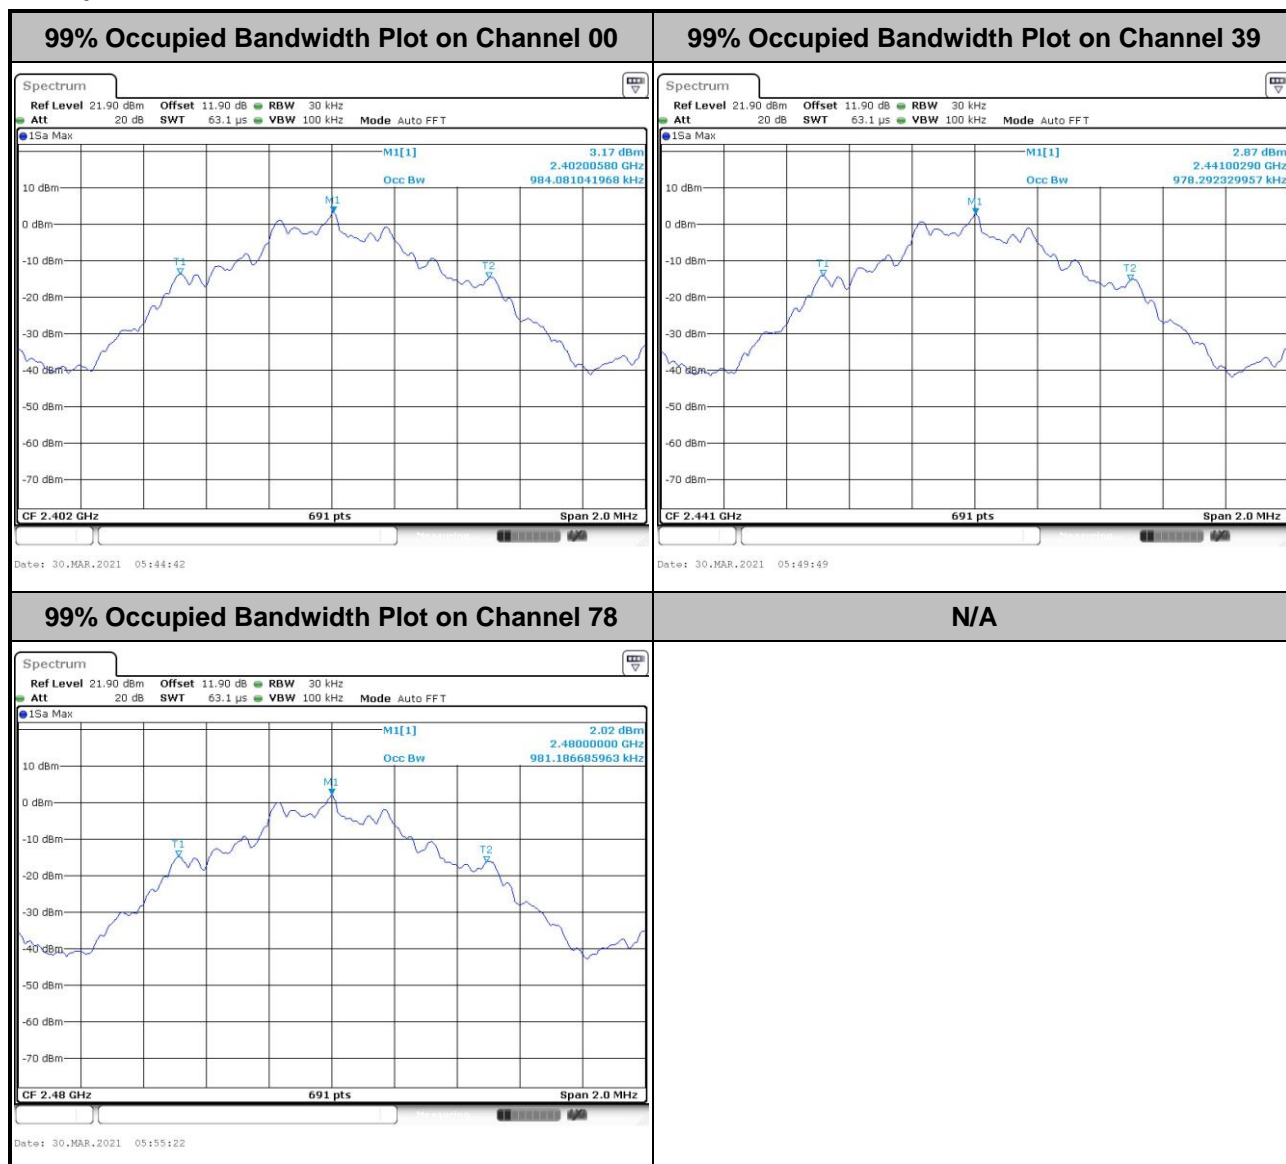 99% Occupied Bandwidth Plot on Channel 00
99% Occupied Bandwidth Plot on Channel 39
Spectrum
Ref Level 21.90 dBm Offset 11.90 dB RBW 30 kHz
Att 20 dB SWT 63.1 µs VBW 100 kHz Mode Auto FFT
1Sa Max
M1[1] 3.17 dBm
2.40200580 GHz
Occ Bw 984.081041968 kHz
10 dBm
M1
0 dBm
-10 dBm
T1
T2
-20 dBm
-30 dBm
-40 dBm
-50 dBm
-60 dBm
-70 dBm
CF 2.402 GHz 691 pts Span 2.0 MHz
Date: 30.MAR.2021 05:44:42
Spectrum
Ref Level 21.90 dBm Offset 11.90 dB RBW 30 kHz
Att 20 dB SWT 63.1 µs VBW 100 kHz Mode Auto FFT
1Sa Max
M1[1] 2.87 dBm
2.44100290 GHz
Occ Bw 978.292329957 kHz
10 dBm
M1
0 dBm
-10 dBm
T1
T2
-20 dBm
-30 dBm
-40 dBm
-50 dBm
-60 dBm
-70 dBm
CF 2.441 GHz 691 pts Span 2.0 MHz
Date: 30.MAR.2021 05:49:49
99% Occupied Bandwidth Plot on Channel 78
N/A
Spectrum
Ref Level 21.90 dBm Offset 11.90 dB RBW 30 kHz
Att 20 dB SWT 63.1 µs VBW 100 kHz Mode Auto FFT
1Sa Max
M1[1] 2.02 dBm
2.48000000 GHz
Occ Bw 981.186685963 kHz
10 dBm
M1
0 dBm
-10 dBm
T1
T2
-20 dBm
-30 dBm
-40 dBm
-50 dBm
-60 dBm
-70 dBm
CF 2.48 GHz 691 pts Span 2.0 MHz
Date: 30.MAR.2021 05:55:22